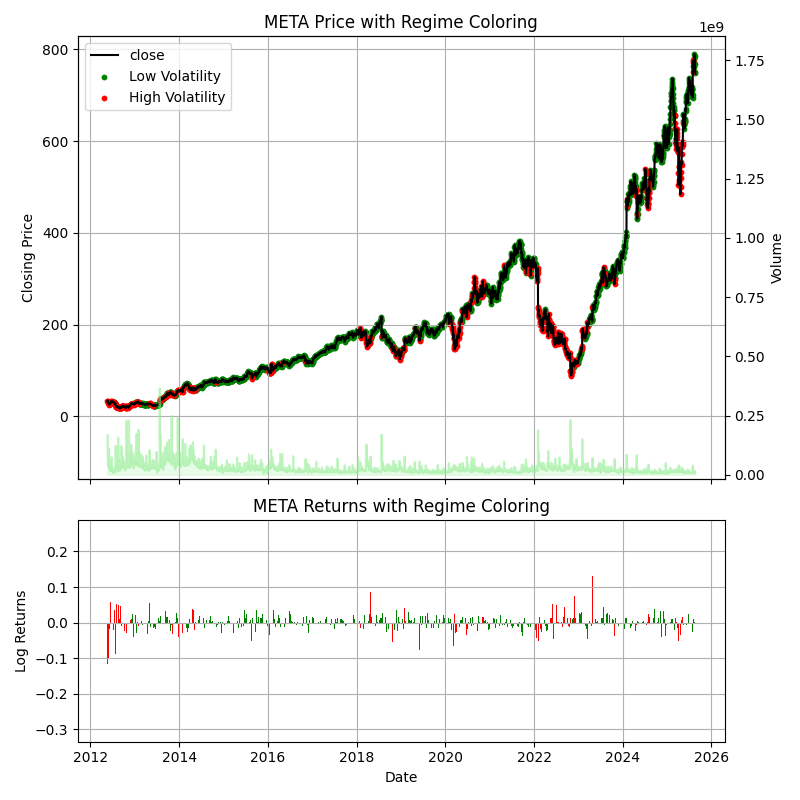 META Price with Regime Coloring
1e9
close
Low Volatility
High Volatility
800
600
400
200
0
Closing Price
1.75
1.50
1.25
1.00
0.75
0.50
0.25
0.00
Volume
META Returns with Regime Coloring
0.2
0.1
0.0
−0.1
−0.2
−0.3
Log Returns
2012 2014 2016 2018 2020 2022 2024 2026
Date